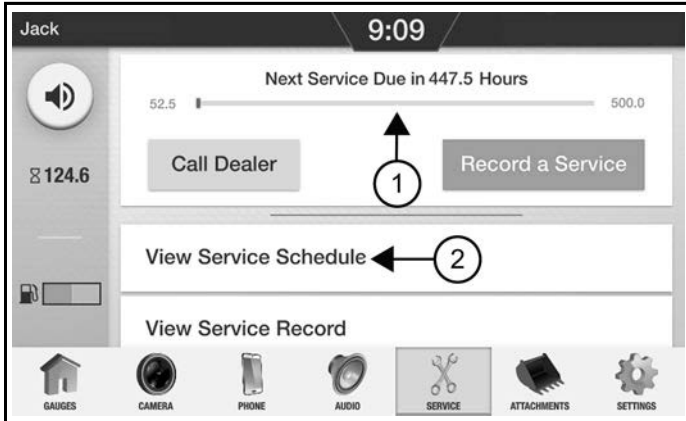 Jack
9:09
Next Service Due in 447.5 Hours
52.5 500.0
Call Dealer Record a Service
1
124.6
View Service Schedule 2
View Service Record
GAUGES CAMERA PHONE AUDIO SERVICE ATTACHMENTS SETTINGS